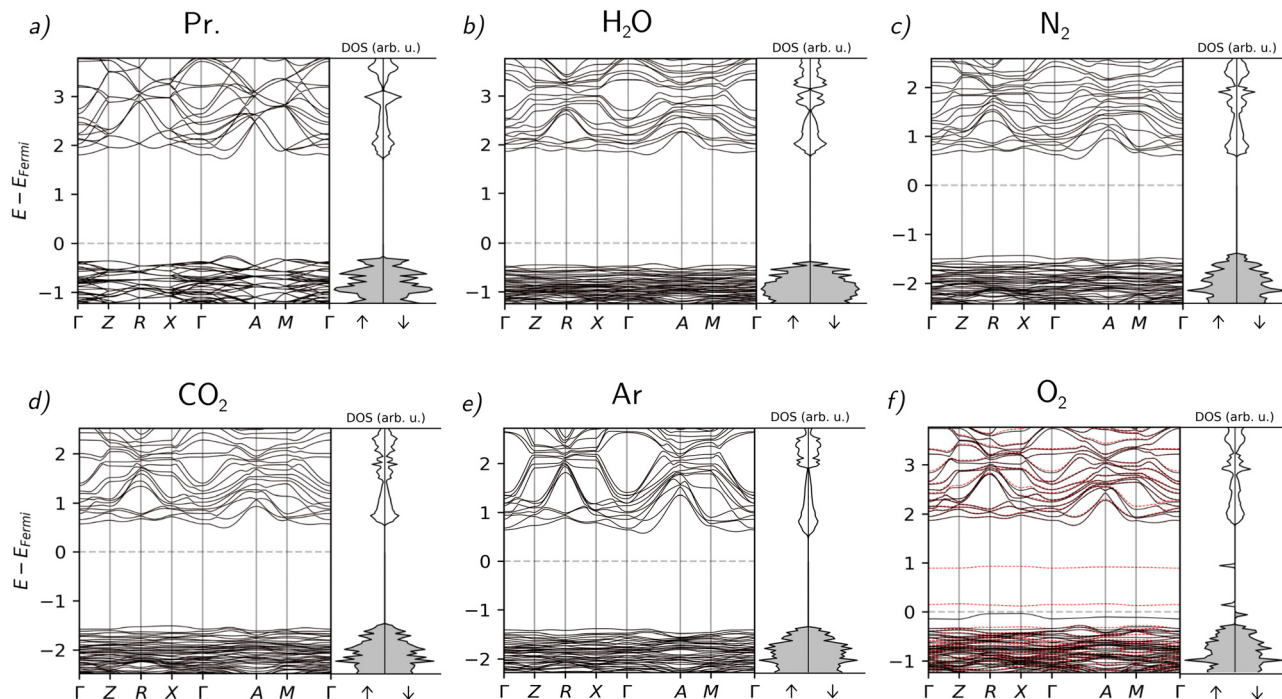 a) Pr.
DOS (arb. u.)
E − E_Fermi
3
2
1
0
−1
Γ Z R X Γ A M Γ ↑ ↓
b) H₂O
DOS (arb. u.)
3
2
1
0
−1
Γ Z R X Γ A M Γ ↑ ↓
c) N₂
DOS (arb. u.)
2
1
0
−1
−2
Γ Z R X Γ A M Γ ↑ ↓
d) CO₂
DOS (arb. u.)
E − E_Fermi
2
1
0
−1
−2
Γ Z R X Γ A M Γ ↑ ↓
e) Ar
DOS (arb. u.)
2
1
0
−1
−2
Γ Z R X Γ A M Γ ↑ ↓
f) O₂
DOS (arb. u.)
3
2
1
0
−1
Γ Z R X Γ A M Γ ↑ ↓